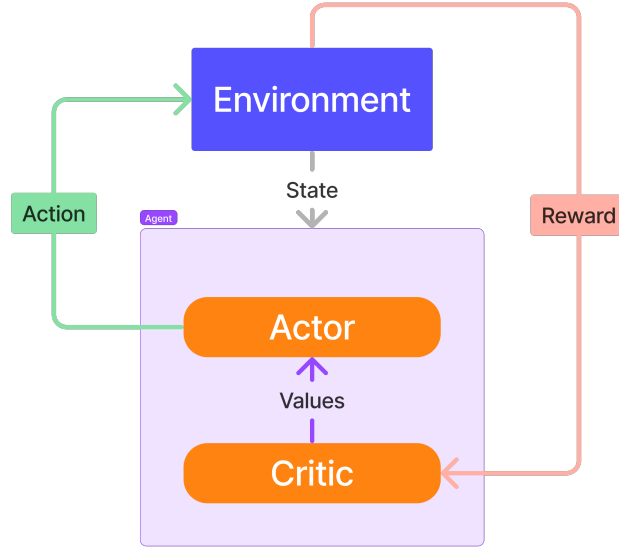 Environment
State
Action
Reward
Agent
Actor
Values
Critic